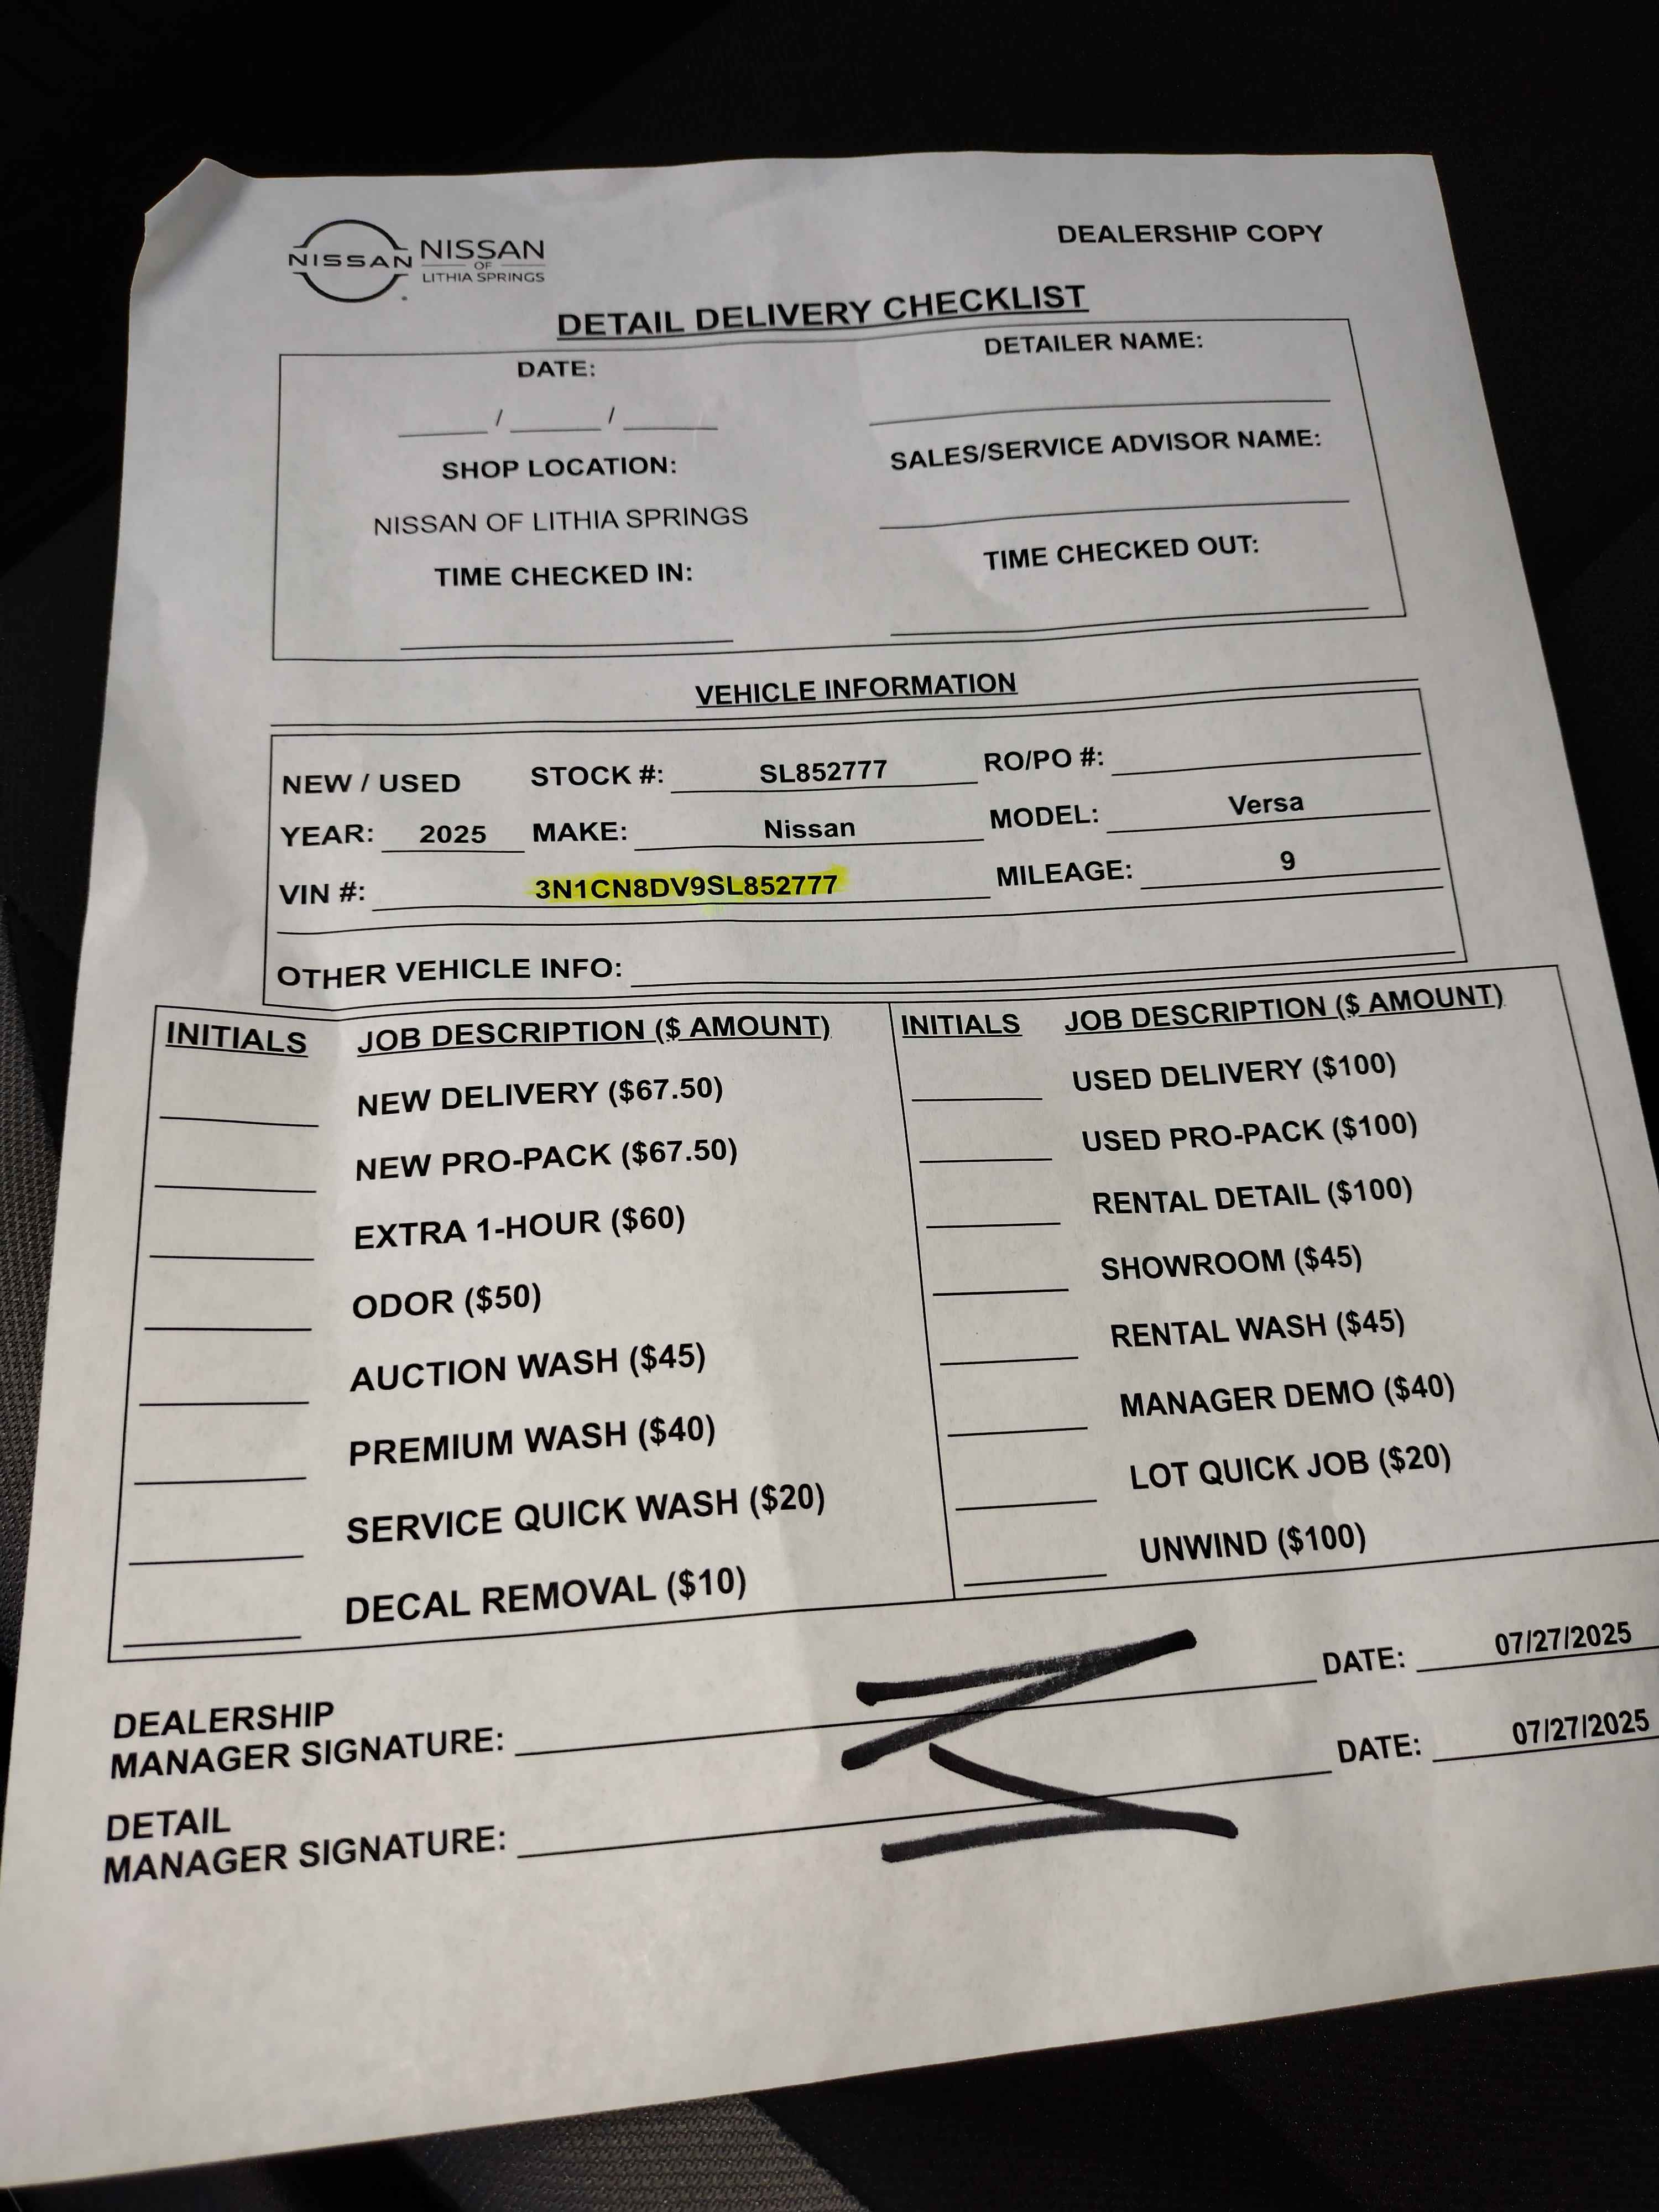 NISSAN NISSAN
OF
LITHIA SPRINGS
DEALERSHIP COPY
DETAIL DELIVERY CHECKLIST
DATE:
____ / ____ / ____
SHOP LOCATION:
NISSAN OF LITHIA SPRINGS
TIME CHECKED IN:
DETAILER NAME:
SALES/SERVICE ADVISOR NAME:
TIME CHECKED OUT:
VEHICLE INFORMATION
NEW / USED STOCK #: SL852777 RO/PO #:
YEAR: 2025 MAKE: Nissan MODEL: Versa
VIN #: 3N1CN8DV9SL852777 MILEAGE: 9
OTHER VEHICLE INFO:
INITIALS JOB DESCRIPTION ($ AMOUNT)
NEW DELIVERY ($67.50)
NEW PRO-PACK ($67.50)
EXTRA 1-HOUR ($60)
ODOR ($50)
AUCTION WASH ($45)
PREMIUM WASH ($40)
SERVICE QUICK WASH ($20)
DECAL REMOVAL ($10)
INITIALS JOB DESCRIPTION ($ AMOUNT)
USED DELIVERY ($100)
USED PRO-PACK ($100)
RENTAL DETAIL ($100)
SHOWROOM ($45)
RENTAL WASH ($45)
MANAGER DEMO ($40)
LOT QUICK JOB ($20)
UNWIND ($100)
DEALERSHIP
MANAGER SIGNATURE: DATE: 07/27/2025
DETAIL
MANAGER SIGNATURE: DATE: 07/27/2025